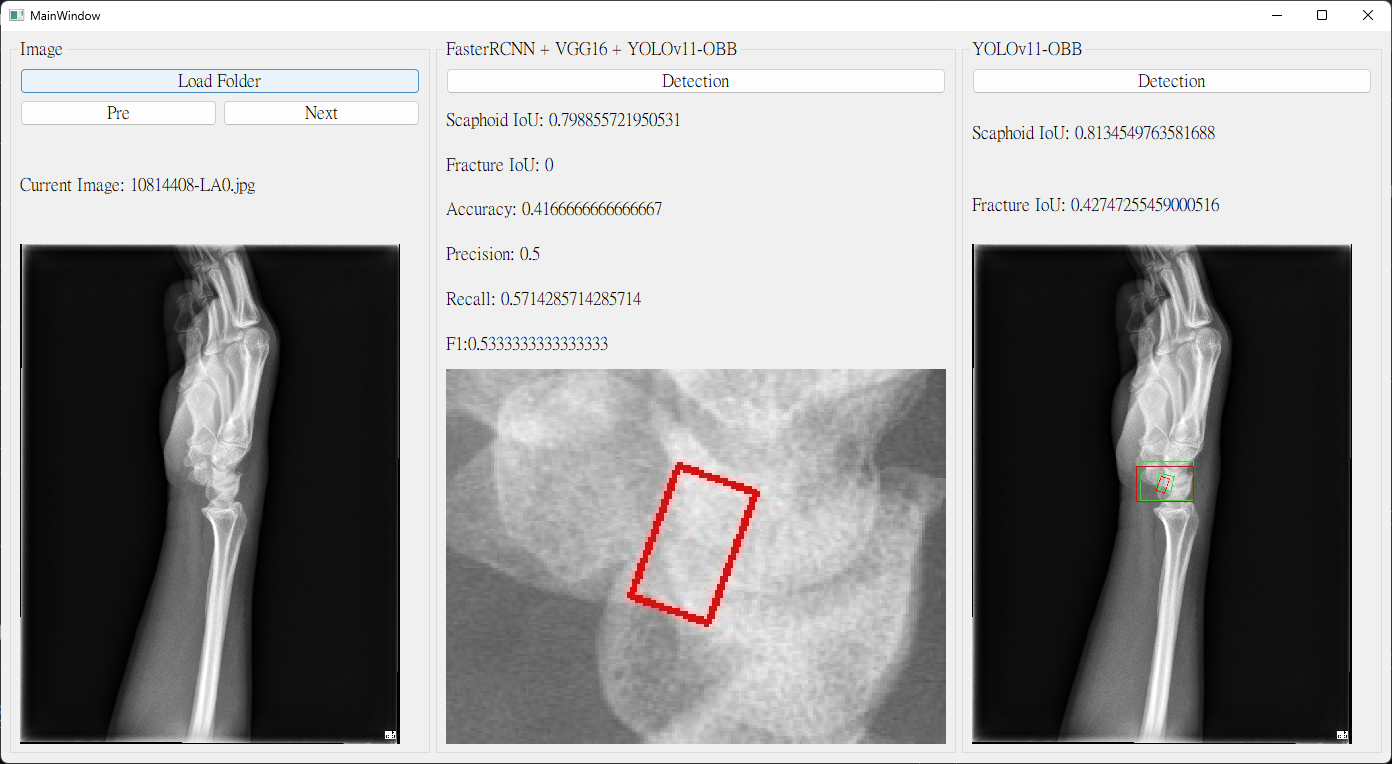 MainWindow
Image
Load Folder
Pre
Next
Current Image: 10814408-LA0.jpg
FasterRCNN + VGG16 + YOLOv11-OBB
Detection
Scaphoid IoU: 0.798855721950531
Fracture IoU: 0
Accuracy: 0.4166666666666667
Precision: 0.5
Recall: 0.5714285714285714
F1:0.5333333333333333
YOLOv11-OBB
Detection
Scaphoid IoU: 0.8134549763581688
Fracture IoU: 0.42747255459000516